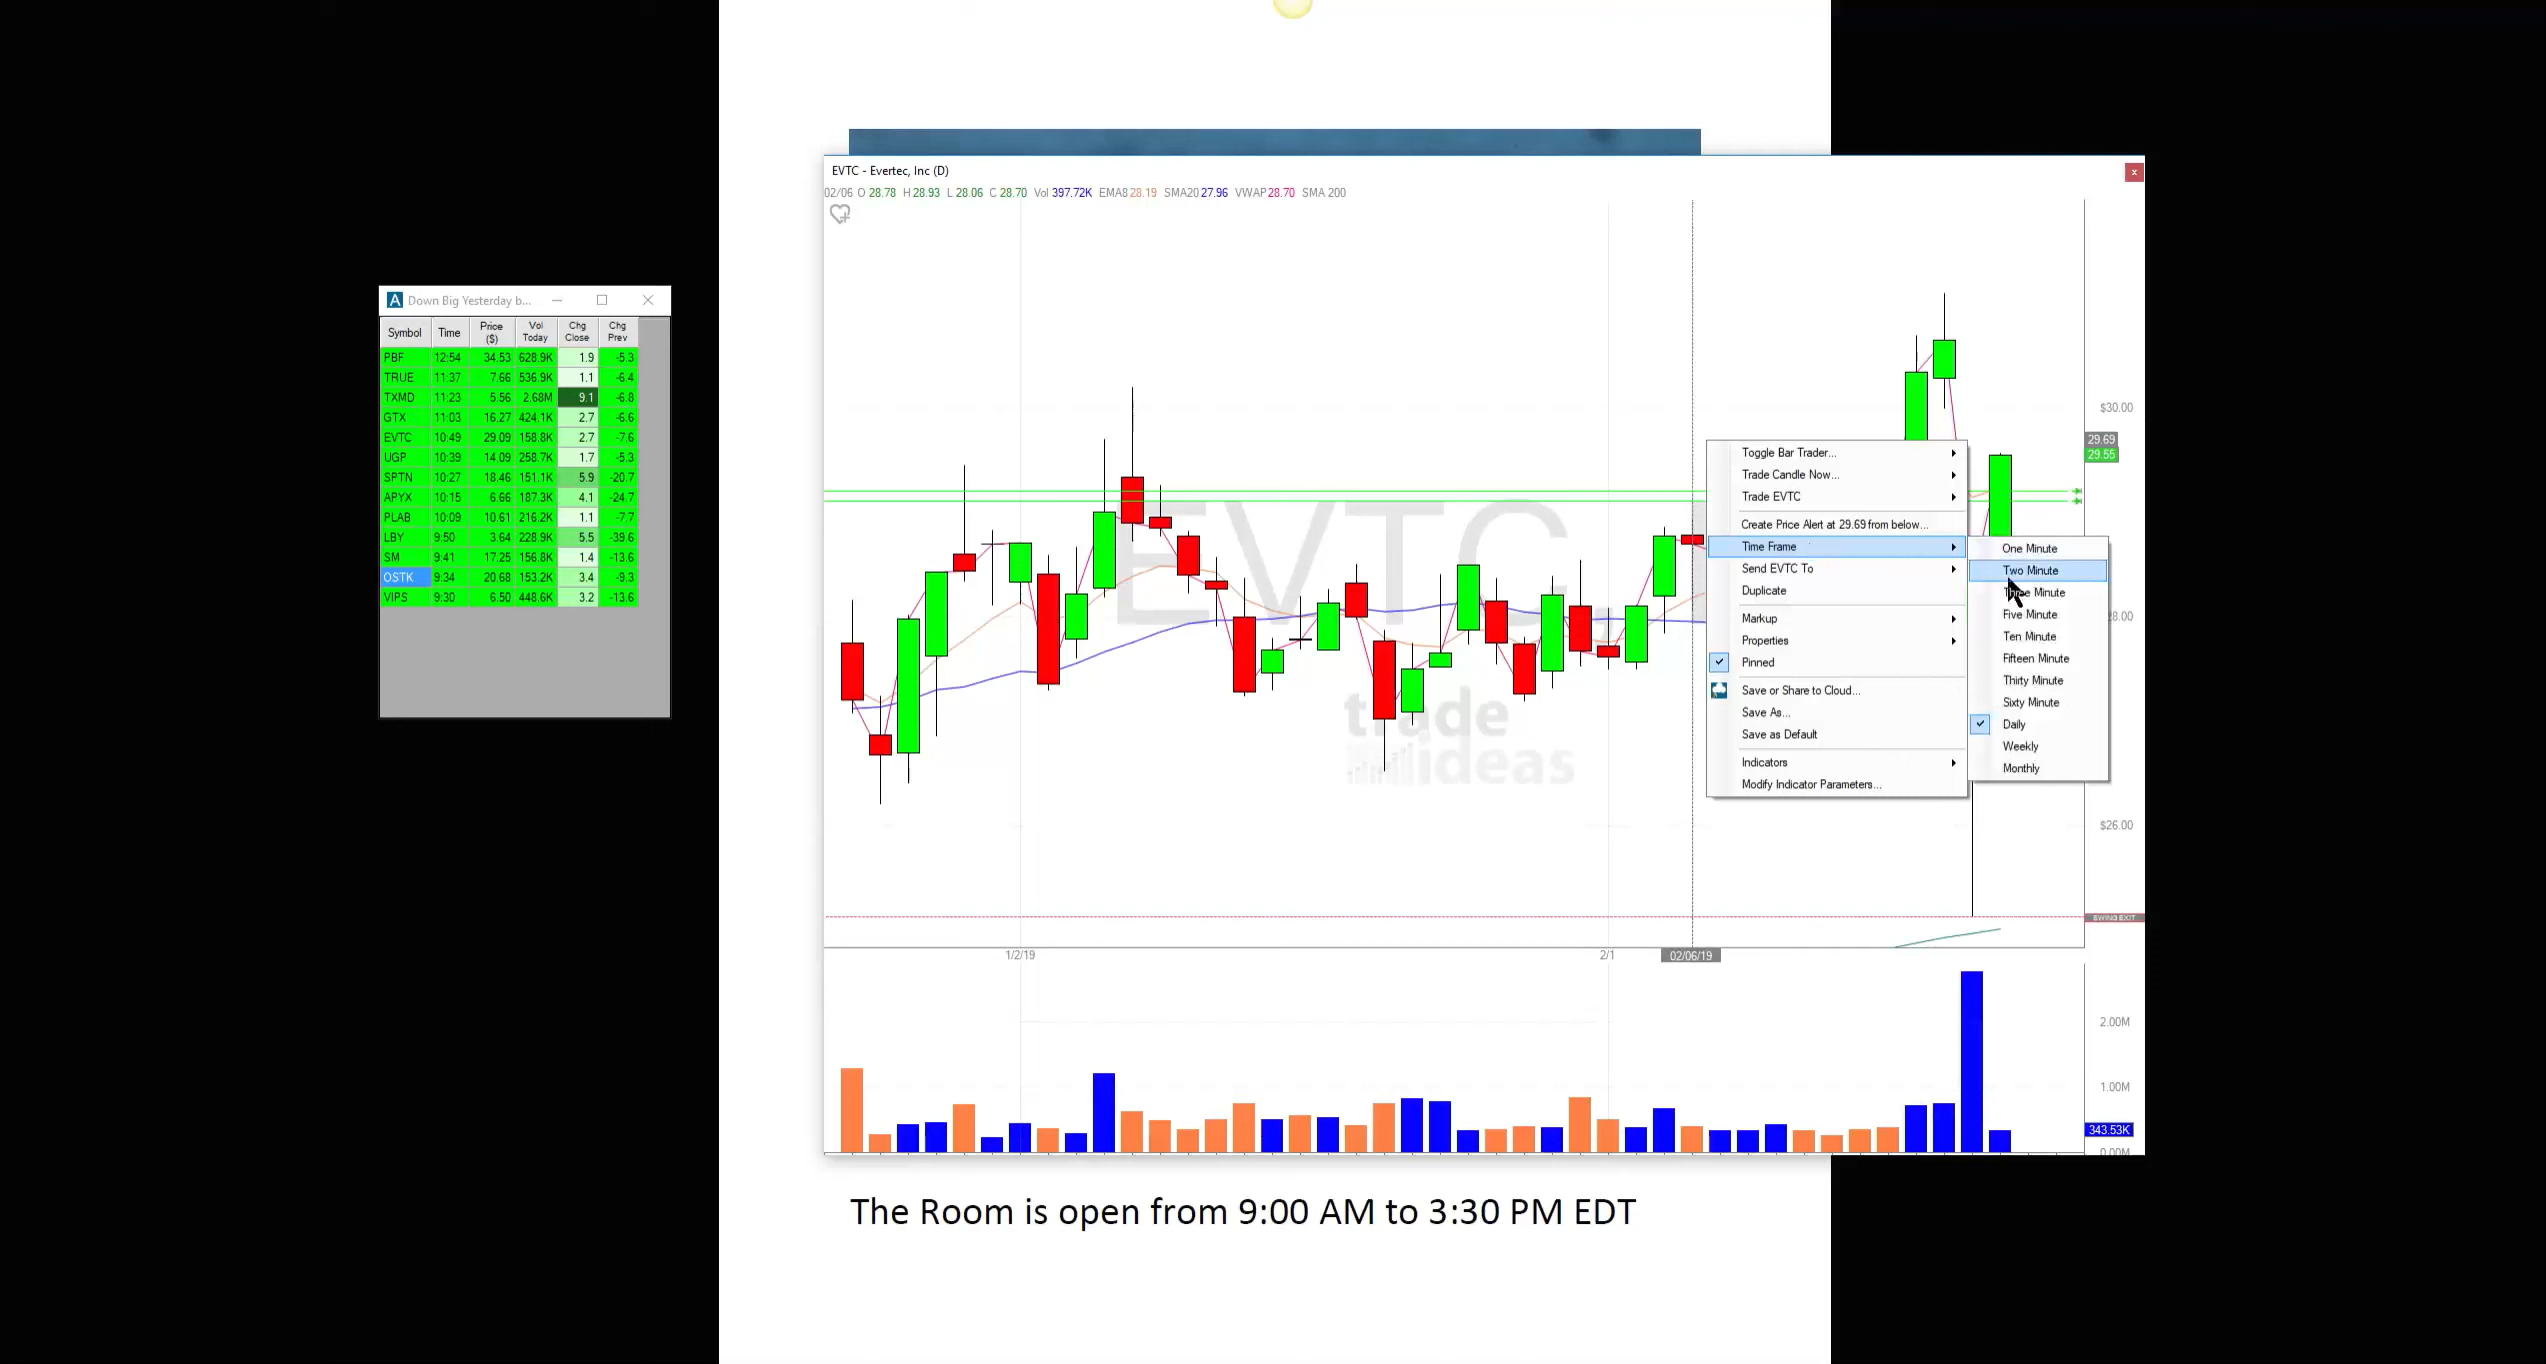 Down Big Yesterday b...
Symbol Time Price ($) Vol Today Chg Close Chg Prev
PBF 12:54 34.53 628.9K 1.9 -5.3
TRUE 11:37 7.66 536.9K 1.1 -6.4
TXMD 11:23 5.56 2.68M 9.1 -6.8
GTX 11:03 16.27 424.1K 2.7 -6.6
EVTC 10:49 29.09 158.8K 2.7 -7.6
UGP 10:39 14.09 258.7K 1.7 -5.3
SPTN 10:27 18.46 151.1K 5.9 -20.7
APYX 10:15 6.66 187.3K 4.1 -24.7
PLAB 10:09 10.61 216.2K 1.1 -7.7
LBY 9:50 3.64 228.9K 5.5 -39.6
SM 9:41 17.25 156.8K 1.4 -13.6
OSTK 9:34 20.68 153.2K 3.4 -9.3
VIPS 9:30 6.50 448.6K 3.2 -13.6
EVTC - Evertec, Inc (D)
02/06 O 28.78 H 28.93 L 28.06 C 28.70 Vol 397.72K EMA8 28.19 SMA20 27.96 VWAP 28.70 SMA 200
EVTC, I
trade
ideas
$30.00
29.69
29.55
28.00
$26.00
SWING EXIT
Toggle Bar Trader...
Trade Candle Now...
Trade EVTC
Create Price Alert at 29.69 from below...
Time Frame
Send EVTC To
Duplicate
Markup
Properties
Pinned
Save or Share to Cloud...
Save As...
Save as Default
Indicators
Modify Indicator Parameters...
One Minute
Two Minute
Three Minute
Five Minute
Ten Minute
Fifteen Minute
Thirty Minute
Sixty Minute
Daily
Weekly
Monthly
1/2/19 2/1 02/06/19
2.00M
1.00M
343.53K
0.00M
The Room is open from 9:00 AM to 3:30 PM EDT